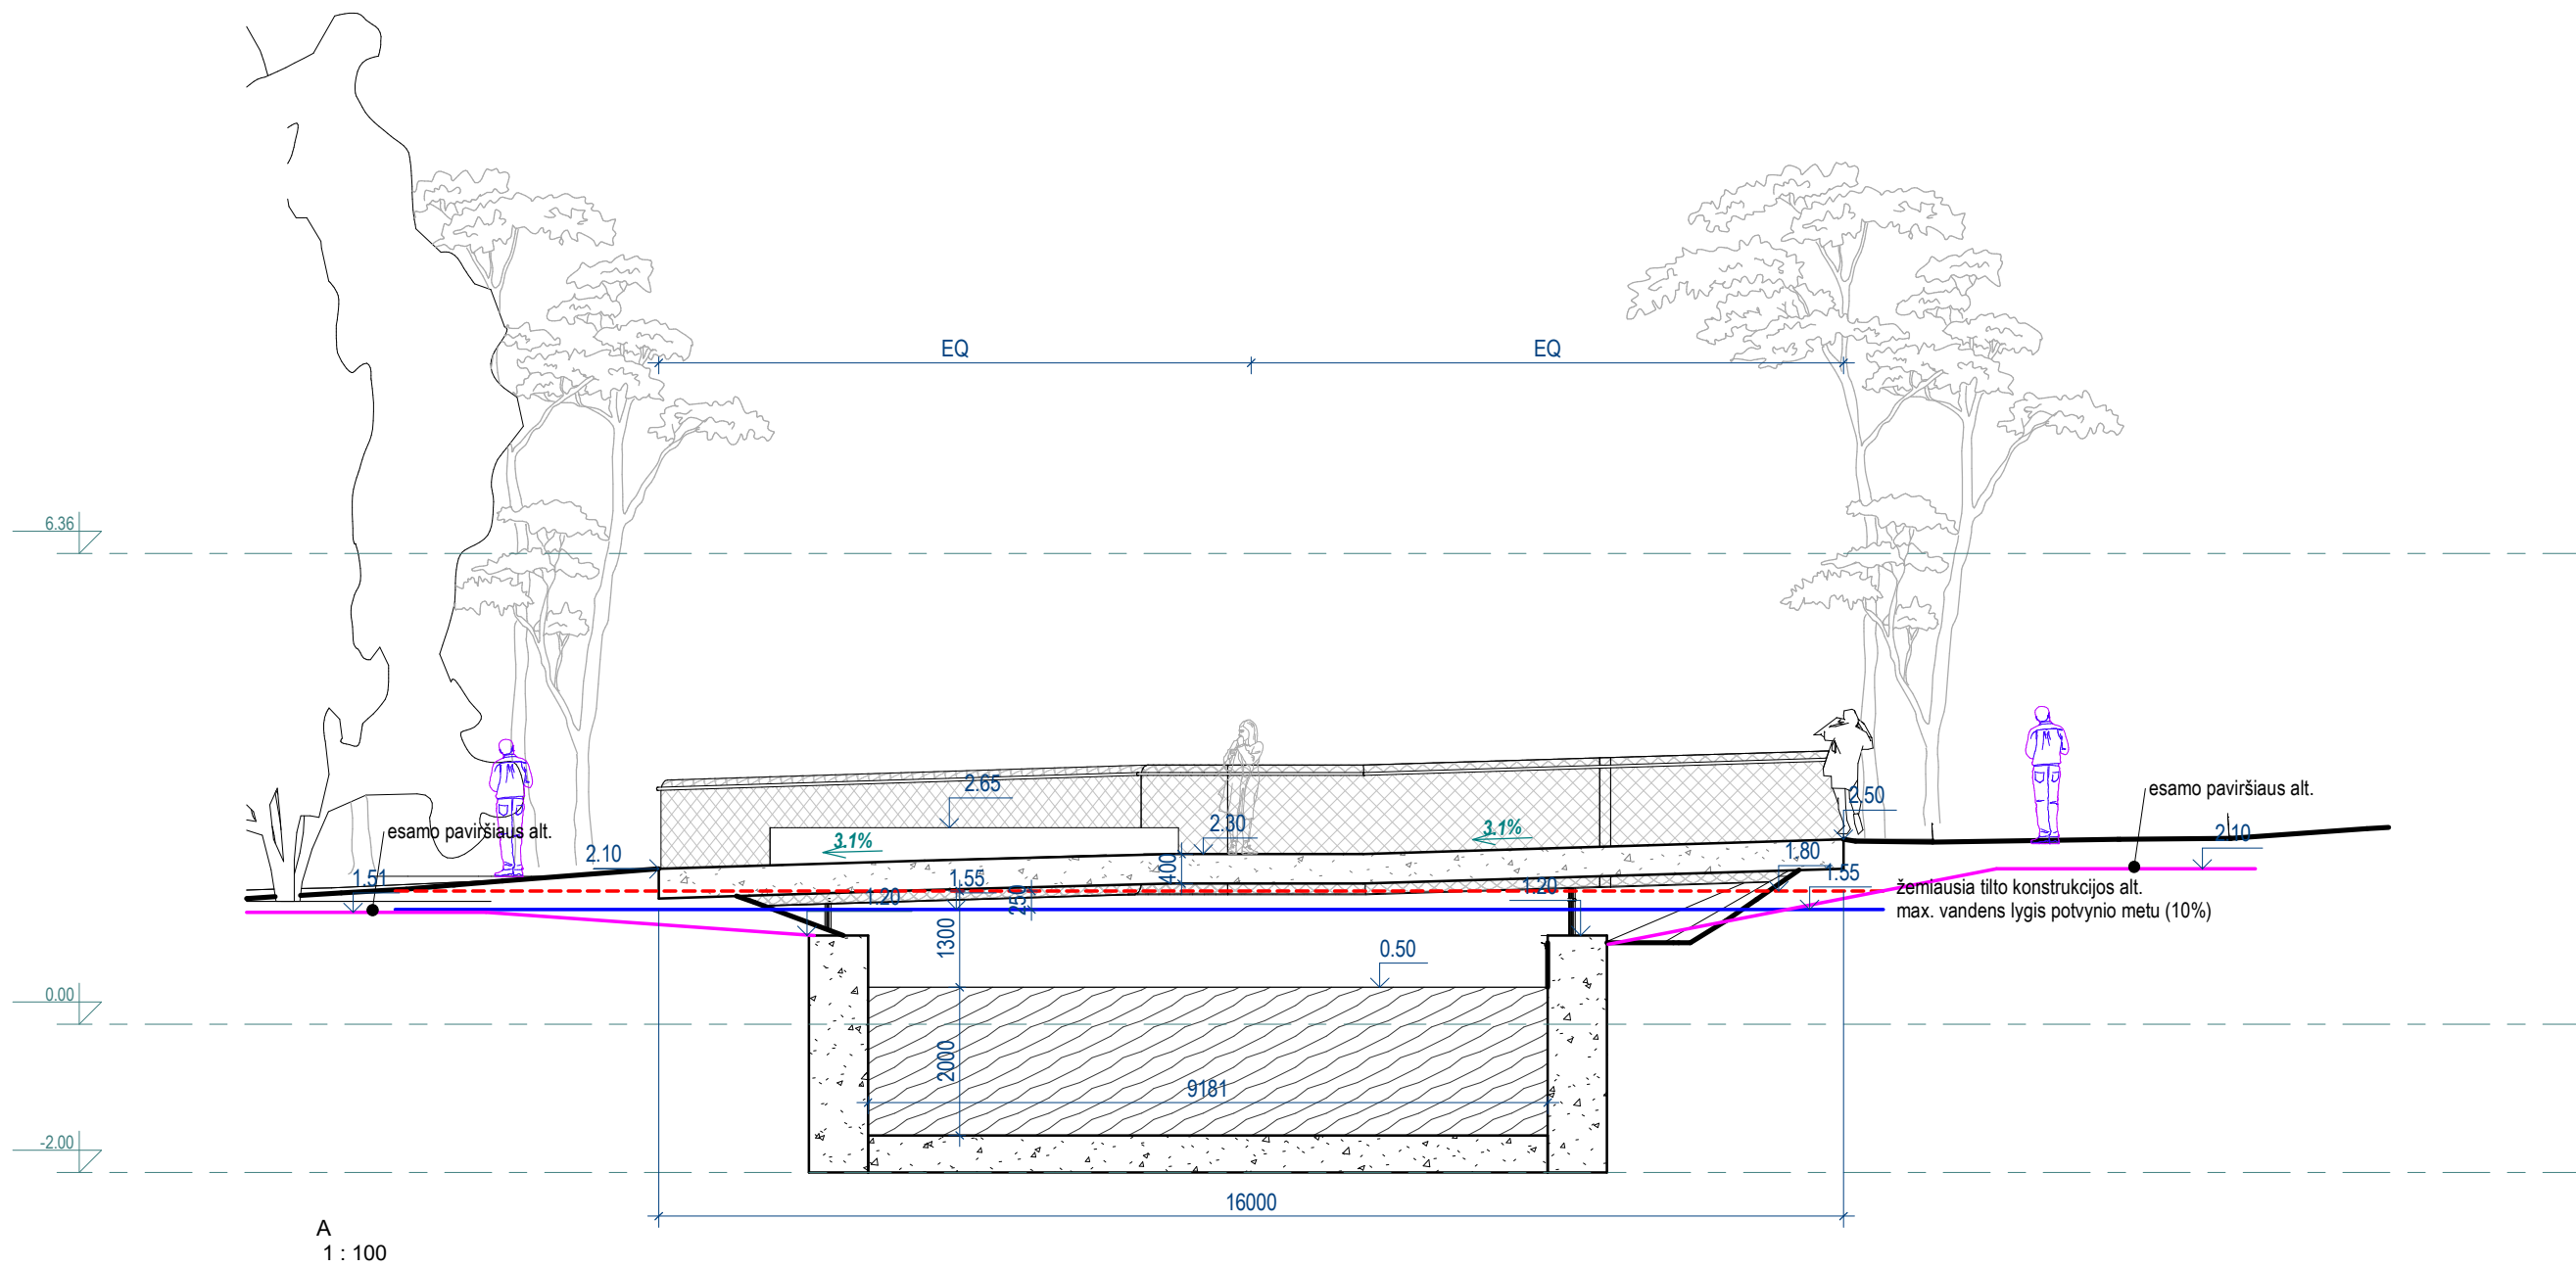 EQ
EQ
6.36
2.65
2.50
esamo paviršiaus alt.
esamo paviršiaus alt.
3.1%
3.1%
2.30
2.10
2.10
400
1.80
1.51
1.55
1.55
1.20
250
1.20
žemiausia tilto konstrukcijos alt.
max. vandens lygis potvynio metu (10%)
1300
0.50
0.00
2000
9181
-2.00
16000
A
1 : 100